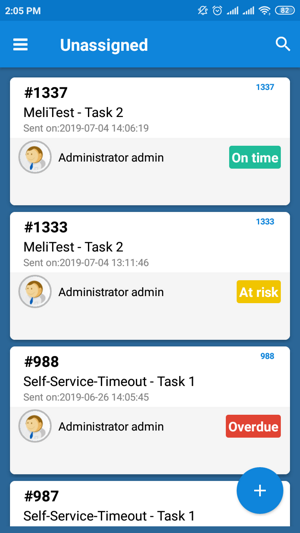 2:05 PM 82
Unassigned
#1337 1337
MeliTest - Task 2
Sent on:2019-07-04 14:06:19
Administrator admin On time
#1333 1333
MeliTest - Task 2
Sent on:2019-07-04 13:11:46
Administrator admin At risk
#988 988
Self-Service-Timeout - Task 1
Sent on:2019-06-26 14:05:45
Administrator admin Overdue
#987
Self-Service-Timeout - Task 1